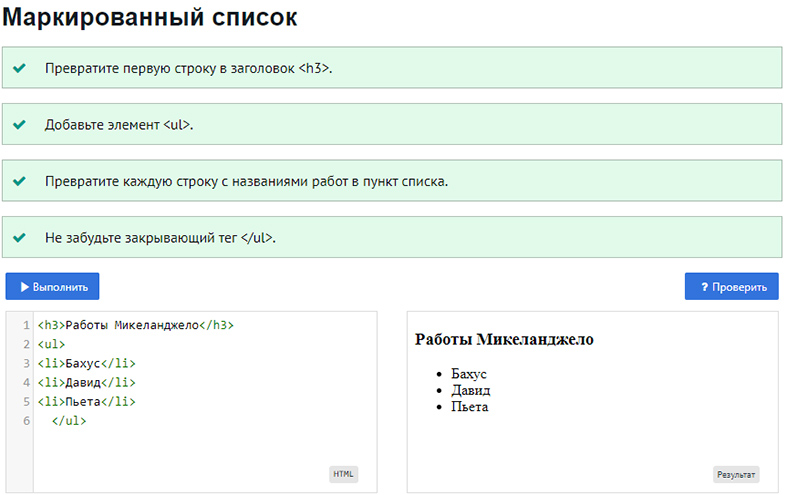 Маркированный список
Превратите первую строку в заголовок <h3>.
Добавьте элемент <ul>.
Превратите каждую строку с названиями работ в пункт списка.
Не забудьте закрывающий тег </ul>.
Выполнить
? Проверить
1 <h3>Работы Микеланджело</h3>
2 <ul>
3 <li>Бахус</li>
4 <li>Давид</li>
5 <li>Пьета</li>
6 </ul>
HTML
Работы Микеланджело
• Бахус
• Давид
• Пьета
Результат